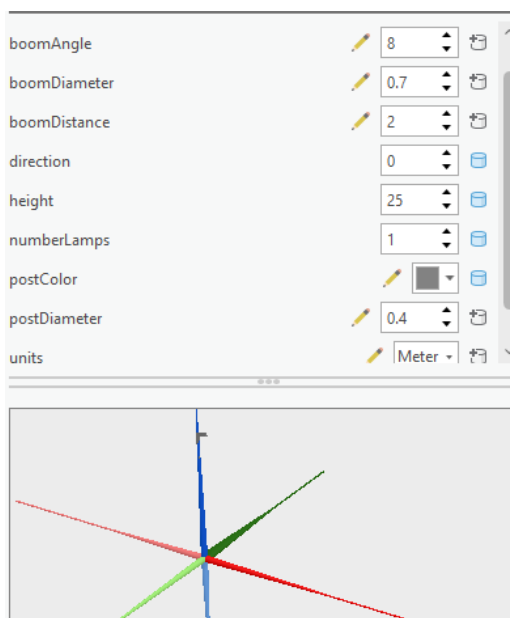 boomAngle 8
boomDiameter 0.7
boomDistance 2
direction 0
height 25
numberLamps 1
postColor
postDiameter 0.4
units Meter